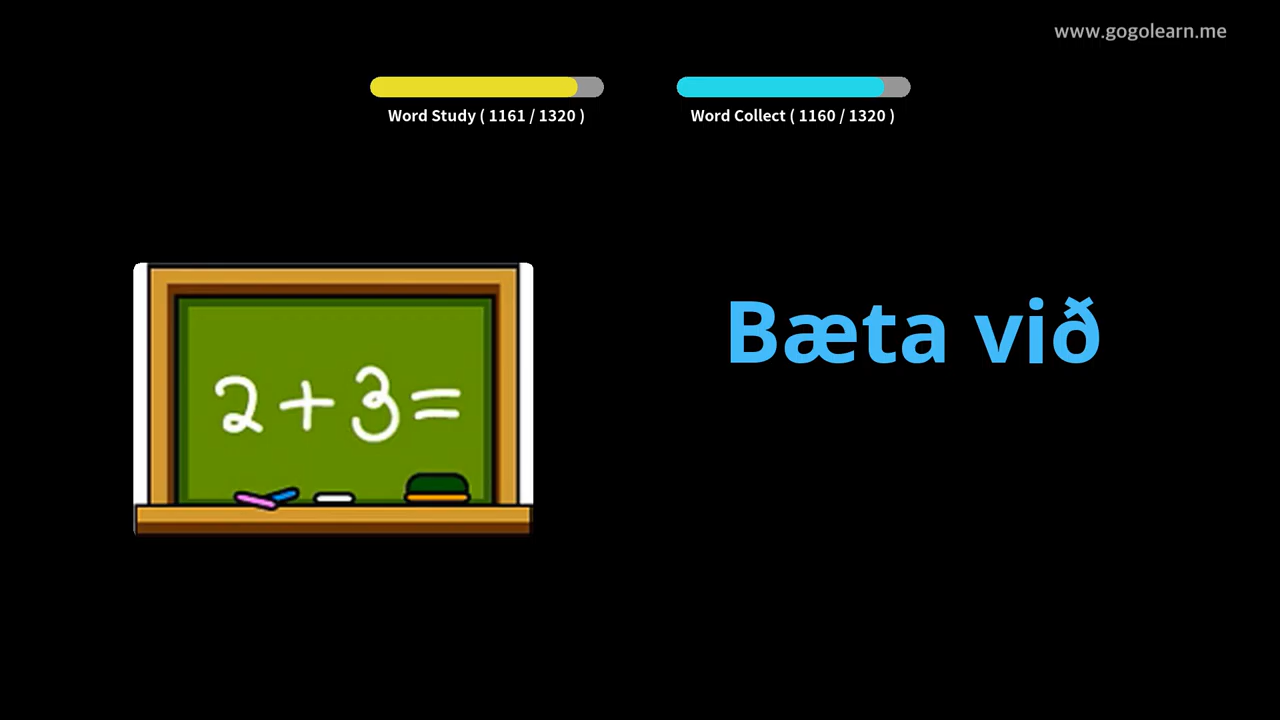 www.gogolearn.me
Word Study ( 1161 / 1320 )
Word Collect ( 1160 / 1320 )
Bæta við
2 + 3 =